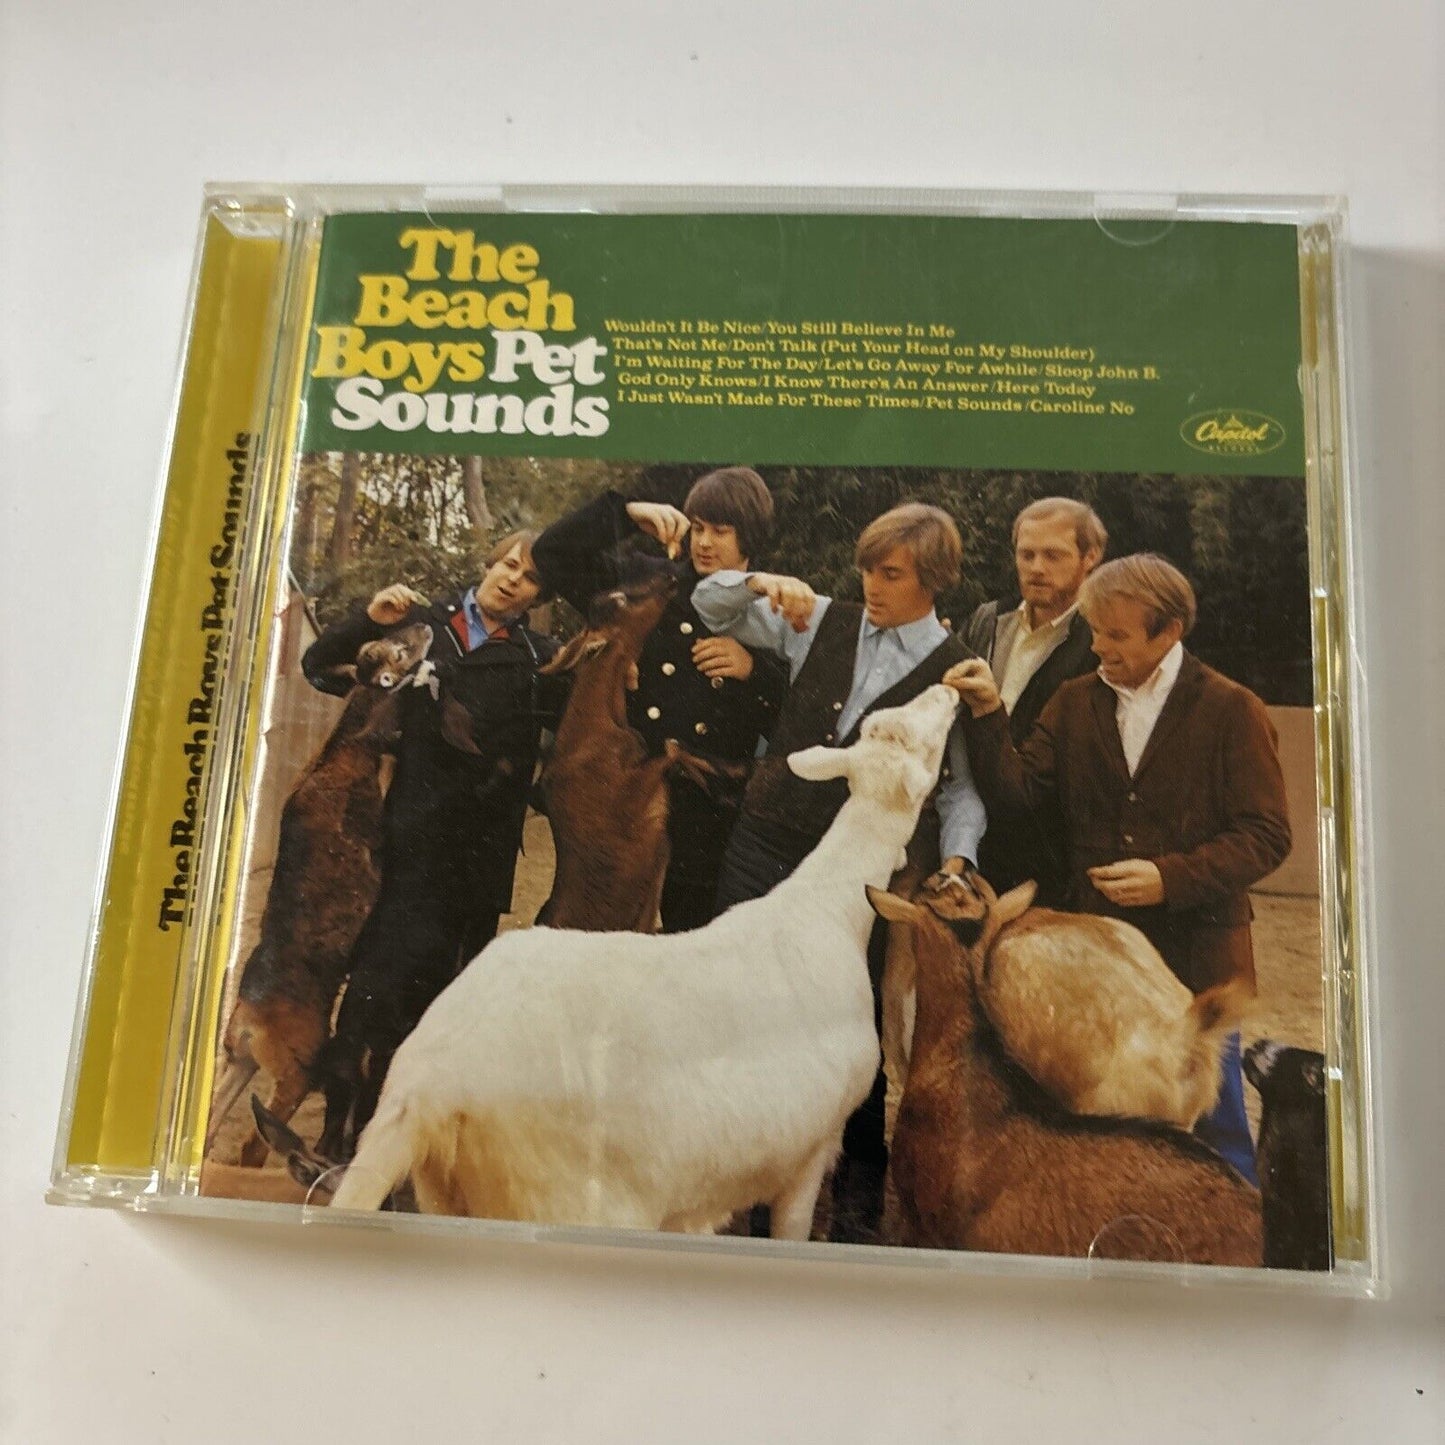 The
Beach
Boys Pet
Sounds
Wouldn't It Be Nice/You Still Believe In Me
That's Not Me/Don't Talk (Put Your Head on My Shoulder)
I'm Waiting For The Day/Let's Go Away For Awhile/Sloop John B.
God Only Knows/I Know There's An Answer/Here Today
I Just Wasn't Made For These Times/Pet Sounds/Caroline No
Capitol
RECORDS
The Beach Boys Pet Sounds